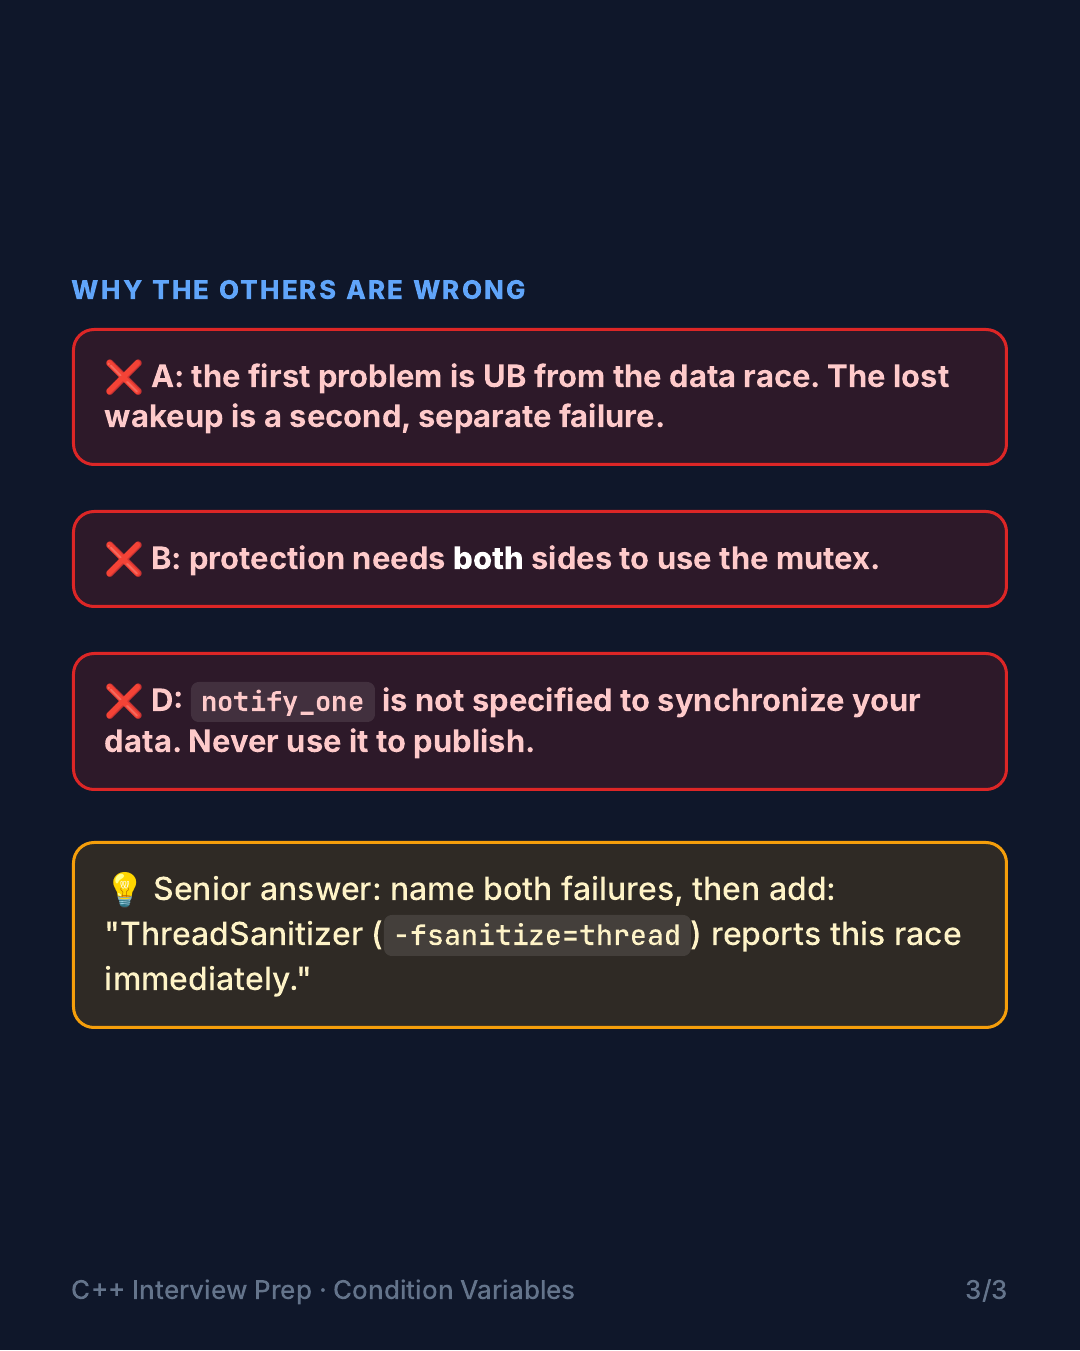 WHY THE OTHERS ARE WRONG
❌ A: the first problem is UB from the data race. The lost
wakeup is a second, separate failure.
❌ B: protection needs both sides to use the mutex.
❌ D: notify_one is not specified to synchronize your
data. Never use it to publish.
💡 Senior answer: name both failures, then add:
"ThreadSanitizer (-fsanitize=thread) reports this race
immediately."
C++ Interview Prep · Condition Variables
3/3